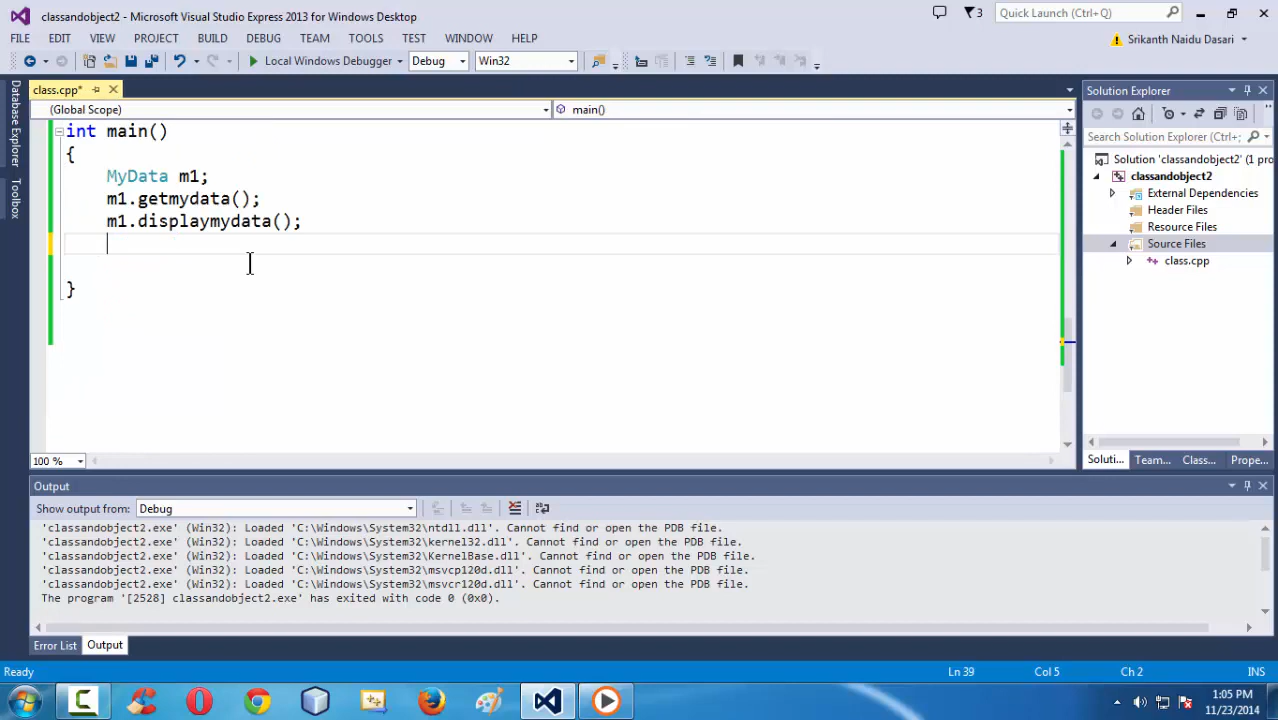 classandobject2 - Microsoft Visual Studio Express 2013 for Windows Desktop
3
Quick Launch (Ctrl+Q)
FILE EDIT VIEW PROJECT BUILD DEBUG TEAM TOOLS TEST WINDOW HELP
Srikanth Naidu Dasari
Local Windows Debugger
Debug
Win32
Database Explorer
Toolbox
class.cpp*
(Global Scope)
main()
int main()
{
MyData m1;
m1.getmydata();
m1.displaymydata();
}
100 %
Solution Explorer
Search Solution Explorer (Ctrl+;
Solution 'classandobject2' (1 pro
classandobject2
External Dependencies
Header Files
Resource Files
Source Files
class.cpp
Soluti... Team... Class... Prope...
Output
Show output from: Debug
'classandobject2.exe' (Win32): Loaded 'C:\Windows\System32\ntdll.dll'. Cannot find or open the PDB file.
'classandobject2.exe' (Win32): Loaded 'C:\Windows\System32\kernel32.dll'. Cannot find or open the PDB file.
'classandobject2.exe' (Win32): Loaded 'C:\Windows\System32\KernelBase.dll'. Cannot find or open the PDB file.
'classandobject2.exe' (Win32): Loaded 'C:\Windows\System32\msvcp120d.dll'. Cannot find or open the PDB file.
'classandobject2.exe' (Win32): Loaded 'C:\Windows\System32\msvcr120d.dll'. Cannot find or open the PDB file.
The program '[2528] classandobject2.exe' has exited with code 0 (0x0).
Error List Output
Ready
Ln 39 Col 5 Ch 2 INS
1:05 PM
11/23/2014